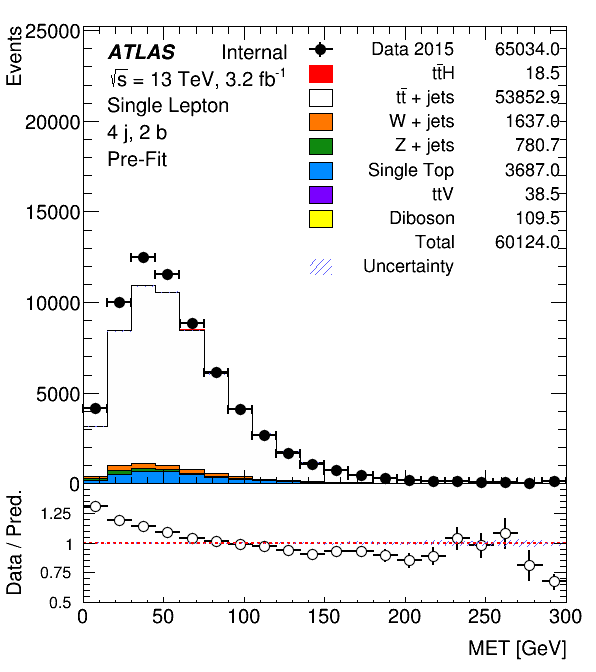 Events
25000
20000
15000
10000
5000
0
ATLAS Internal
√s = 13 TeV, 3.2 fb⁻¹
Single Lepton
4 j, 2 b
Pre-Fit
Data 2015 65034.0
tt̄H 18.5
tt̄ + jets 53852.9
W + jets 1637.0
Z + jets 780.7
Single Top 3687.0
ttV 38.5
Diboson 109.5
Total 60124.0
Uncertainty
Data / Pred.
1.25
1
0.75
0.5
0 50 100 150 200 250 300
MET [GeV]